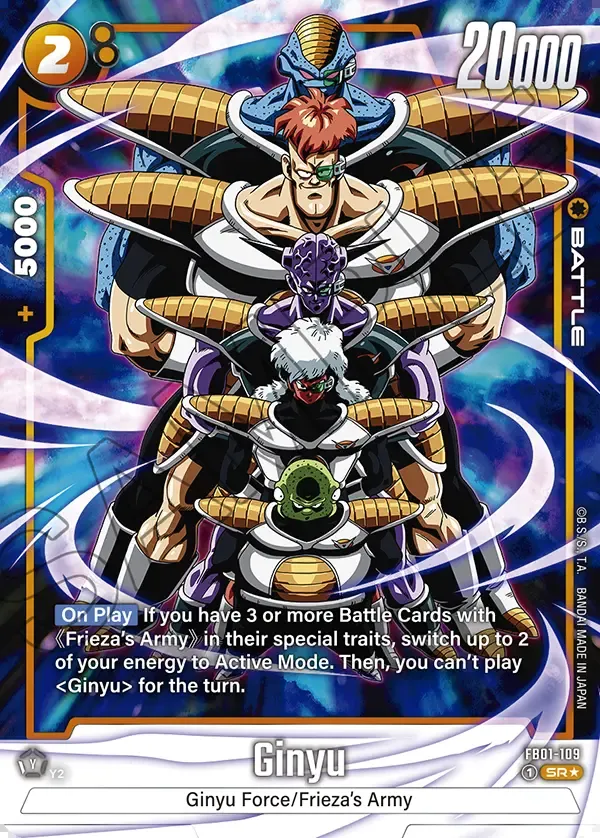 2
20000
+ 5000
BATTLE
On Play If you have 3 or more Battle Cards with
《Frieza's Army》 in their special traits, switch up to 2
of your energy to Active Mode. Then, you can't play
<Ginyu> for the turn.
©B.S./S., T.A. BANDAI MADE IN JAPAN
Ginyu
FB01-109
Y
Y2
1 SR★
Ginyu Force/Frieza's Army